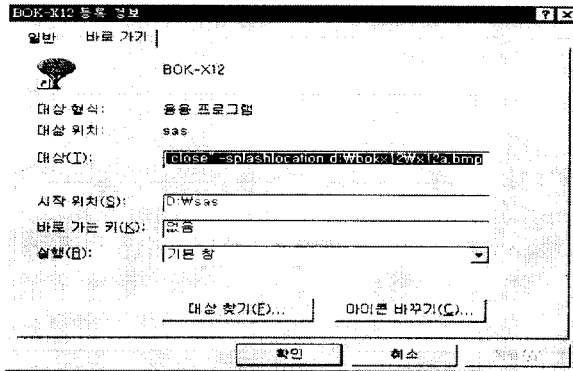 BOK-X12 등록 정보
일반 바로 가기
BOK-X12
대상 형식: 응용 프로그램
대상 위치: sas
대상(T): close" -splashlocation d:₩bokx12₩x12a.bmp
시작 위치(S): D:₩sas
바로 가는 키(K): 없음
실행(R): 기본 창
대상 찾기(F)... 아이콘 바꾸기(C)...
확인 취소